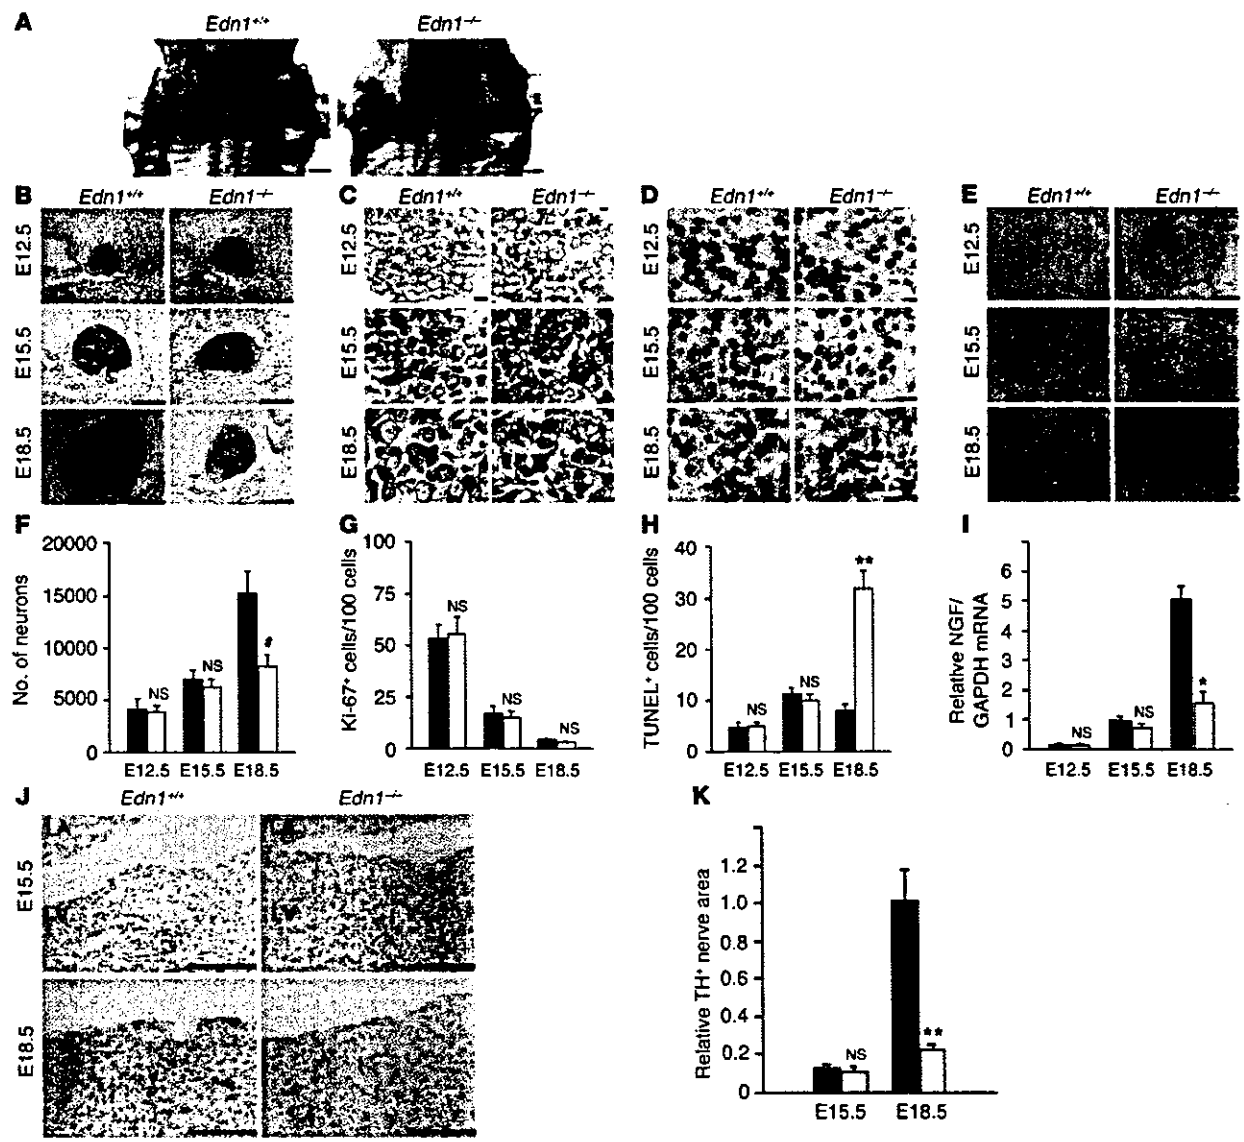 A
Edn1+/+ Edn1-/-
B Edn1+/+ Edn1-/- C Edn1+/+ Edn1-/- D Edn1+/+ Edn1-/- E Edn1+/+ Edn1-/-
E12.5 E12.5 E12.5 E12.5
E15.5 E15.5 E15.5 E15.5
E18.5 E18.5 E18.5 E18.5
F
No. of neurons
20000
15000
10000
5000
0
NS NS #
E12.5 E15.5 E18.5
G
Ki-67+ cells/100 cells
100
75
50
25
0
NS NS NS
E12.5 E15.5 E18.5
H
TUNEL+ cells/100 cells
40
30
20
10
0
NS NS **
E12.5 E15.5 E18.5
I
Relative NGF/
GAPDH mRNA
6
5
4
3
2
1
0
NS NS *
E12.5 E15.5 E18.5
J Edn1+/+ Edn1-/-
E15.5
LA
E18.5
K
Relative TH+ nerve area
1.2
1.0
0.8
0.6
0.4
0.2
0
NS **
E15.5 E18.5